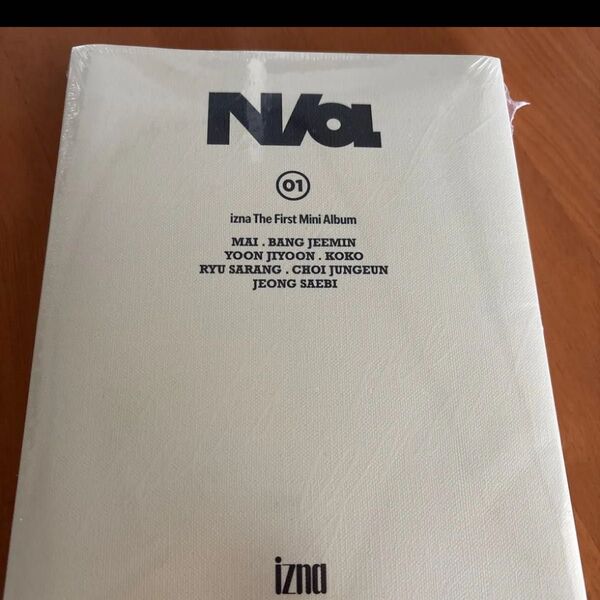 N/a
01
izna The First Mini Album
MAI . BANG JEEMIN
YOON JIYOON . KOKO
RYU SARANG . CHOI JUNGEUN
JEONG SAEBI
izna